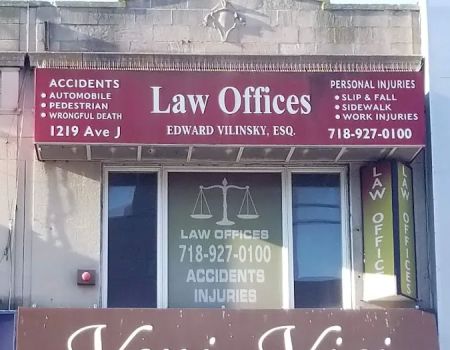 ACCIDENTS
• AUTOMOBILE
• PEDESTRIAN
• WRONGFUL DEATH
1219 Ave J
Law Offices
EDWARD VILINSKY, ESQ.
PERSONAL INJURIES
• SLIP & FALL
• SIDEWALK
• WORK INJURIES
718-927-0100
LAW OFFICES
718-927-0100
ACCIDENTS
INJURIES
LAW OFFICE
LAW OFFICES